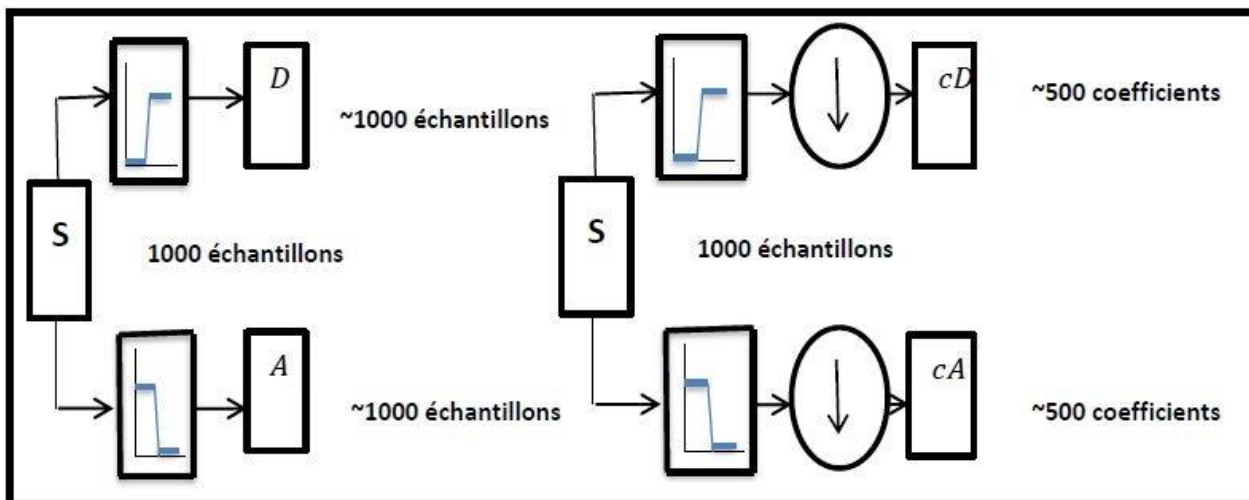 D
~1000 échantillons
S
1000 échantillons
A
~1000 échantillons
cD
~500 coefficients
S
1000 échantillons
cA
~500 coefficients